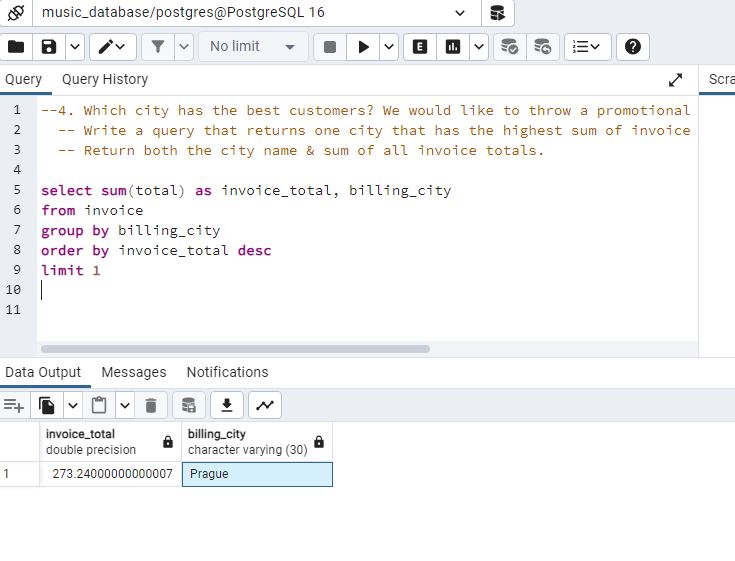 music_database/postgres@PostgreSQL 16
No limit
E
Query Query History
Scra
1 --4. Which city has the best customers? We would like to throw a promotional
2 -- Write a query that returns one city that has the highest sum of invoice
3 -- Return both the city name & sum of all invoice totals.
4
5 select sum(total) as invoice_total, billing_city
6 from invoice
7 group by billing_city
8 order by invoice_total desc
9 limit 1
10
11
Data Output Messages Notifications
invoice_total billing_city
double precision character varying (30)
1 273.24000000000007 Prague